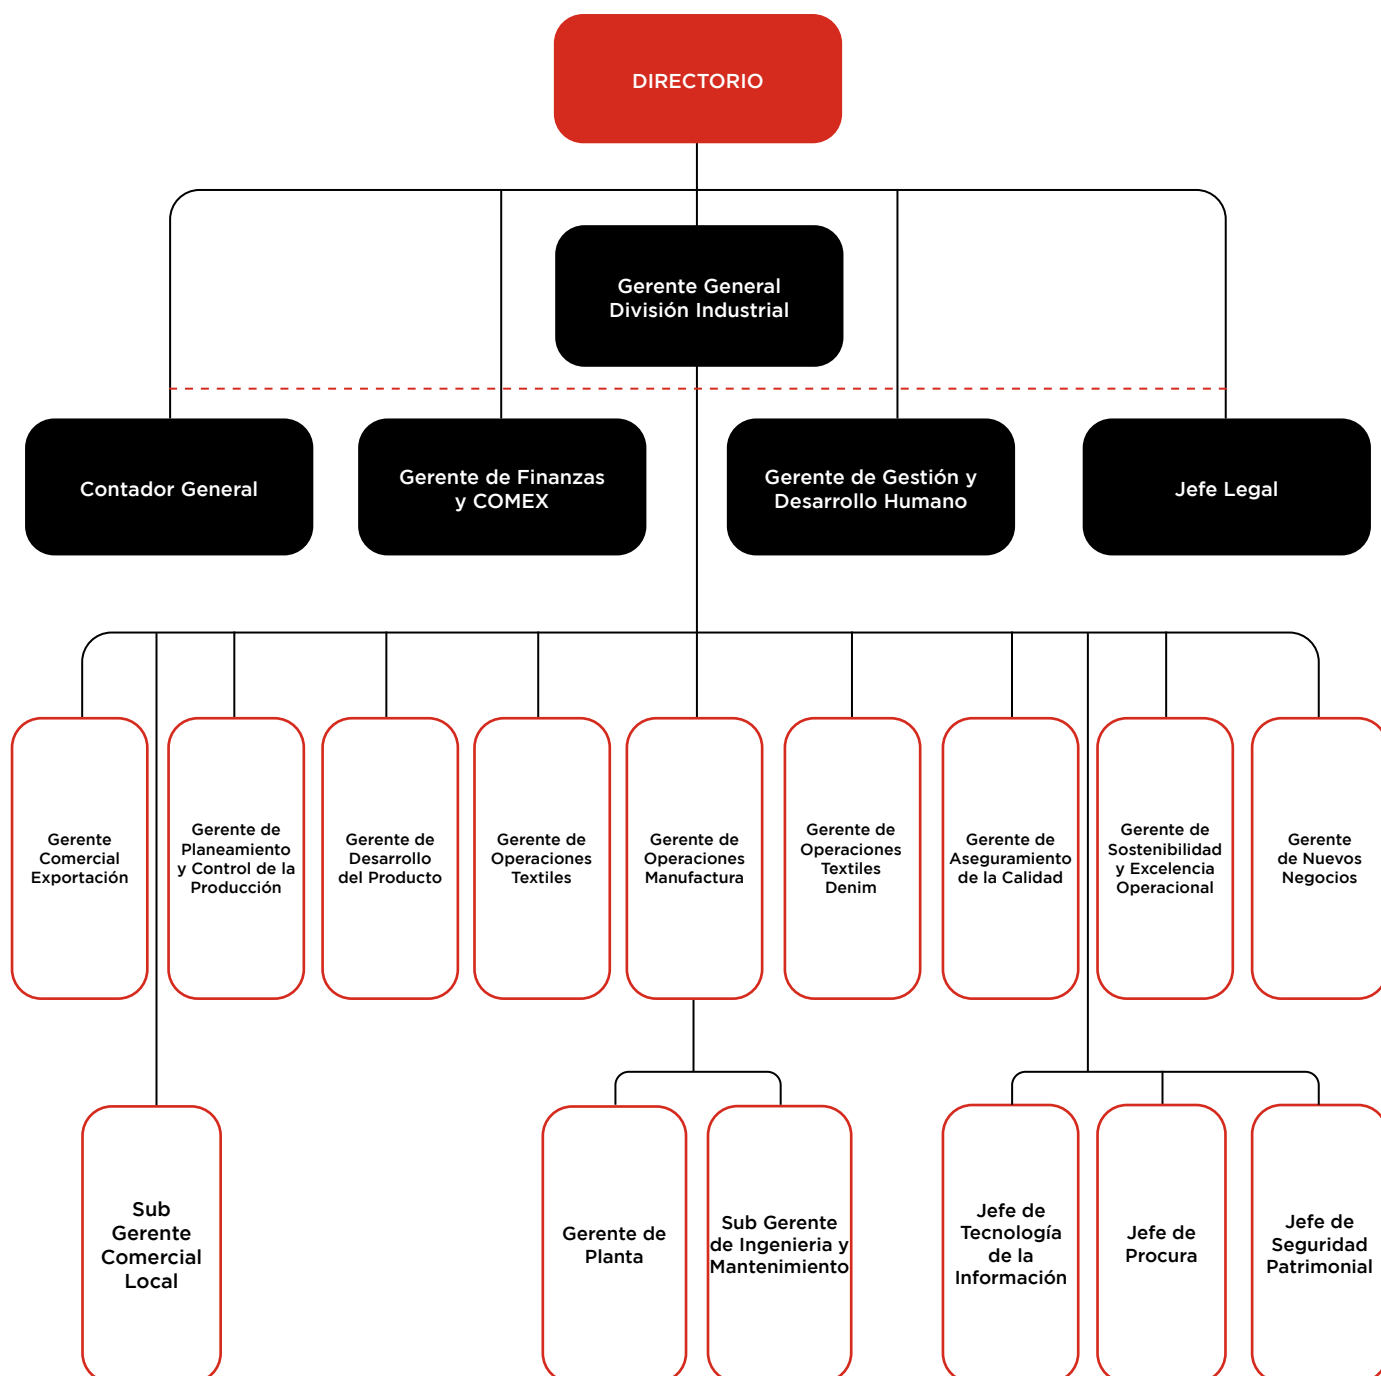 DIRECTORIO
Gerente General
División Industrial
Contador General
Gerente de Finanzas
y COMEX
Gerente de Gestión y
Desarrollo Humano
Jefe Legal
Gerente
Comercial
Exportación
Gerente de
Planeamiento
y Control de la
Producción
Gerente de
Desarrollo
del Producto
Gerente de
Operaciones
Textiles
Gerente de
Operaciones
Manufactura
Gerente de
Operaciones
Textiles
Denim
Gerente de
Aseguramiento
de la Calidad
Gerente de
Sostenibilidad
y Excelencia
Operacional
Gerente
de Nuevos
Negocios
Sub
Gerente
Comercial
Local
Gerente de
Planta
Sub Gerente
de Ingenieria y
Mantenimiento
Jefe de
Tecnología
de la
Información
Jefe de
Procura
Jefe de
Seguridad
Patrimonial